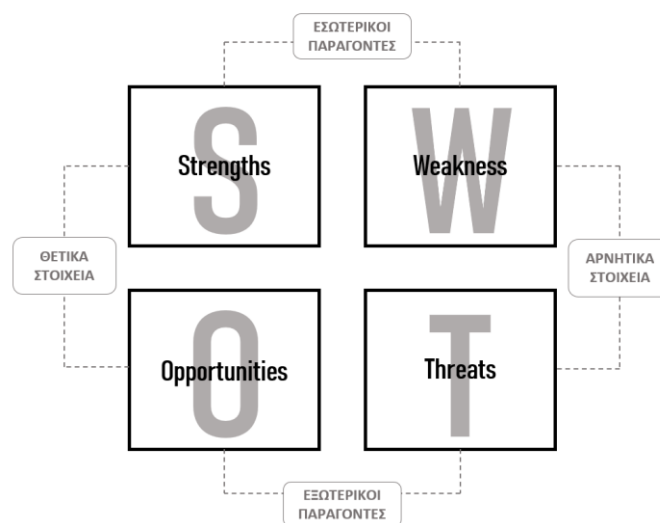 ΕΣΩΤΕΡΙΚΟΙ
ΠΑΡΑΓΟΝΤΕΣ
S
Strengths
W
Weakness
ΘΕΤΙΚΑ
ΣΤΟΙΧΕΙΑ
ΑΡΝΗΤΙΚΑ
ΣΤΟΙΧΕΙΑ
O
Opportunities
T
Threats
ΕΞΩΤΕΡΙΚΟΙ
ΠΑΡΑΓΟΝΤΕΣ